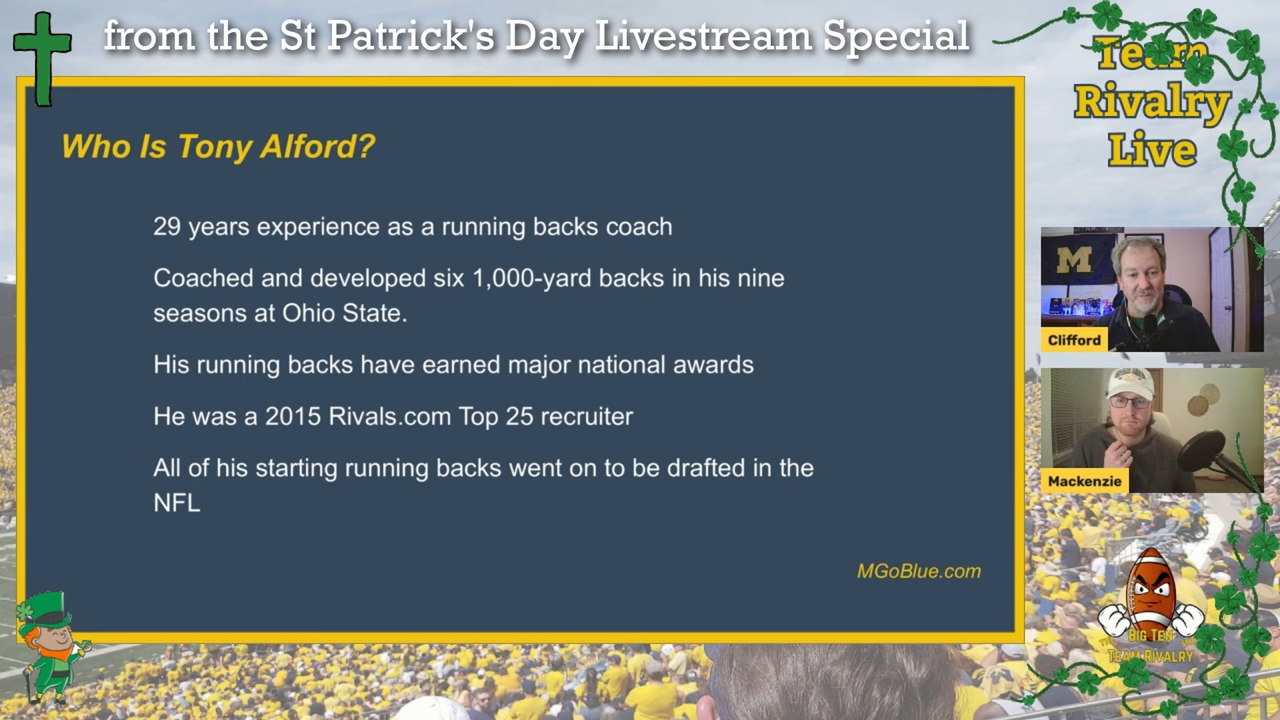 from the St Patrick's Day Livestream Special
Team
Rivalry
Live
Who Is Tony Alford?
29 years experience as a running backs coach
Coached and developed six 1,000-yard backs in his nine
seasons at Ohio State.
His running backs have earned major national awards
He was a 2015 Rivals.com Top 25 recruiter
All of his starting running backs went on to be drafted in the
NFL
MGoBlue.com
M
Clifford
Mackenzie
THE
BIG TEN
TEAM RIVALRY